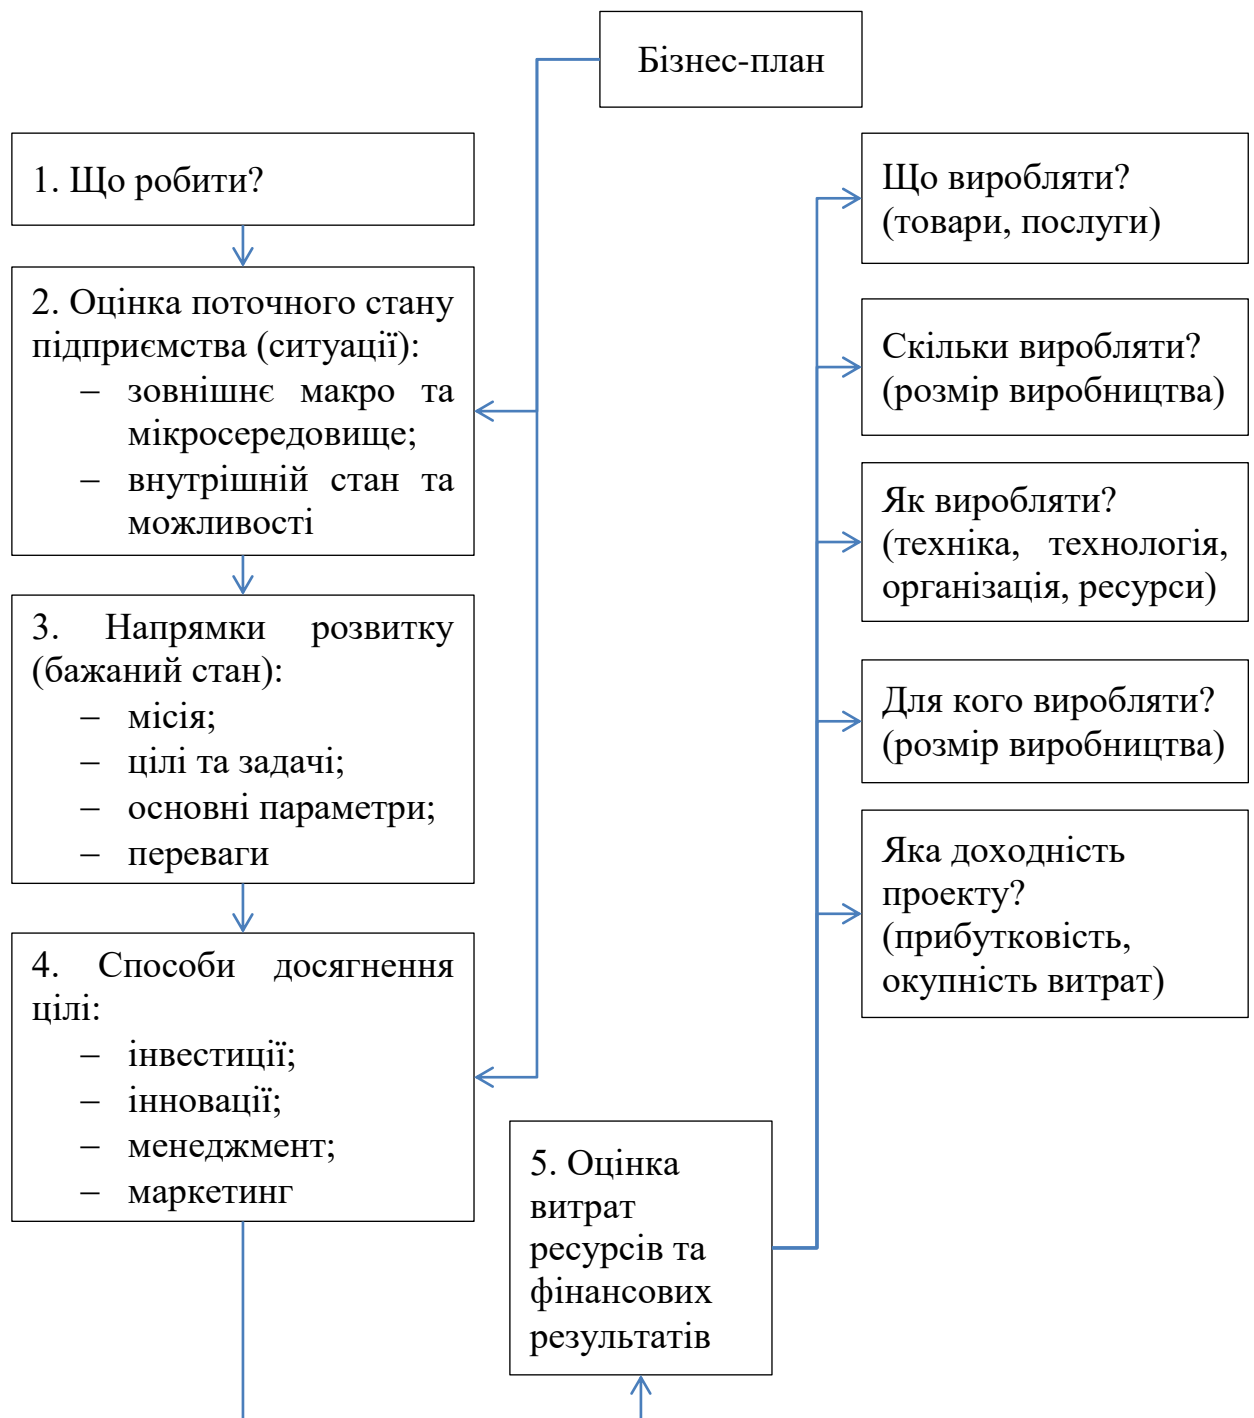 Бізнес-план
1. Що робити?
2. Оцінка поточного стану
підприємства (ситуації):
– зовнішнє макро та
мікросередовище;
– внутрішній стан та
можливості
3. Напрямки розвитку
(бажаний стан):
– місія;
– цілі та задачі;
– основні параметри;
– переваги
4. Способи досягнення
цілі:
– інвестиції;
– інновації;
– менеджмент;
– маркетинг
5. Оцінка
витрат
ресурсів та
фінансових
результатів
Що виробляти?
(товари, послуги)
Скільки виробляти?
(розмір виробництва)
Як виробляти?
(техніка, технологія,
організація, ресурси)
Для кого виробляти?
(розмір виробництва)
Яка доходність
проекту?
(прибутковість,
окупність витрат)